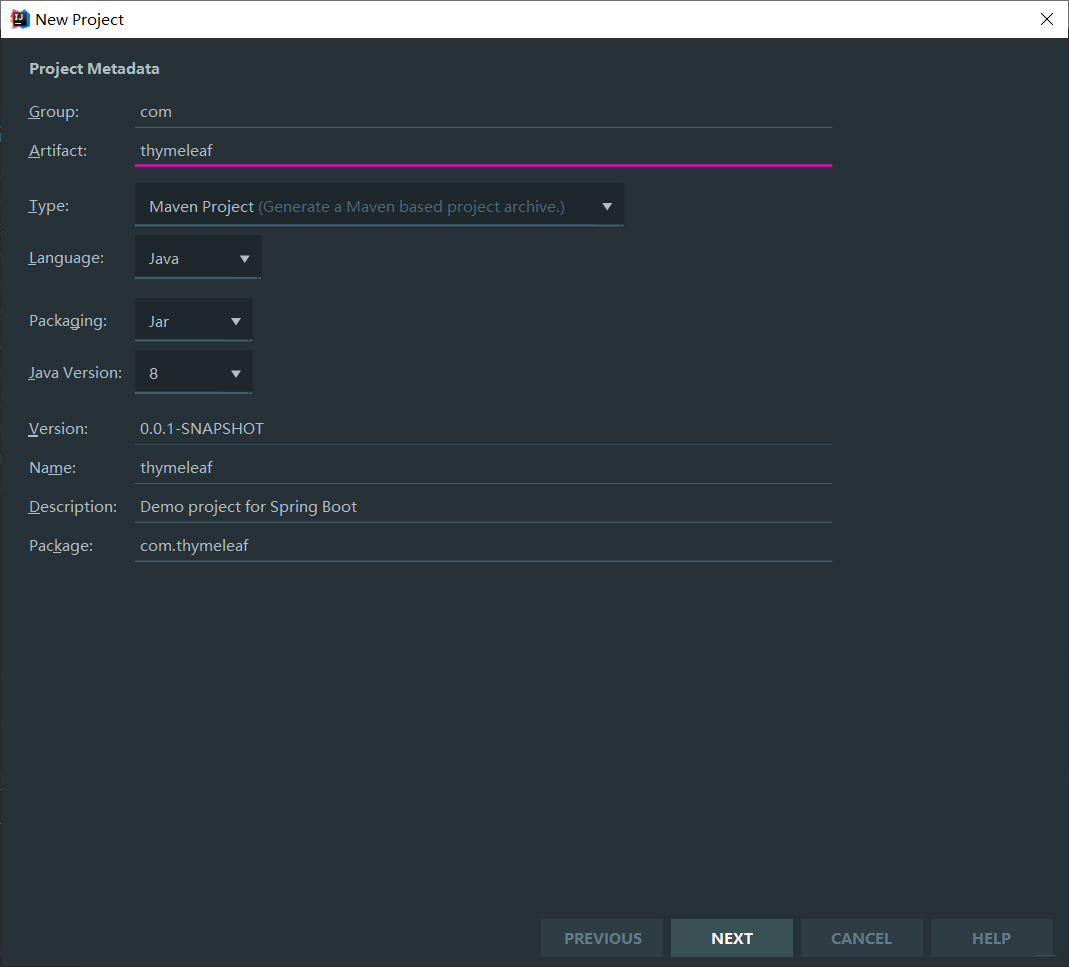 New Project
Project Metadata
Group: com
Artifact: thymeleaf
Type: Maven Project (Generate a Maven based project archive.)
Language: Java
Packaging: Jar
Java Version: 8
Version: 0.0.1-SNAPSHOT
Name: thymeleaf
Description: Demo project for Spring Boot
Package: com.thymeleaf
PREVIOUS NEXT CANCEL HELP